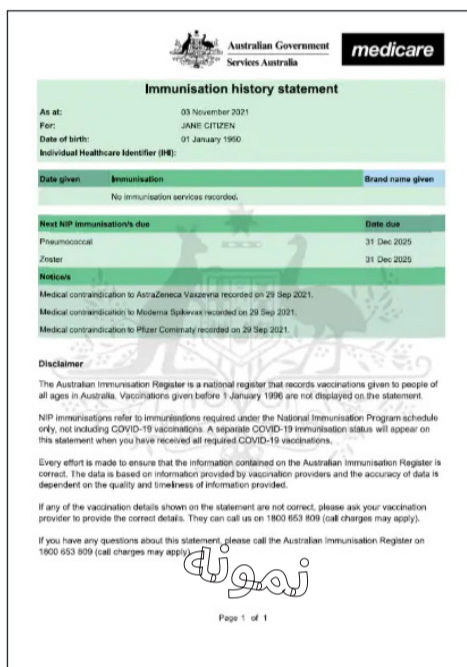 Australian Government
Services Australia
medicare
Immunisation history statement
As at: 03 November 2021
For: JANE CITIZEN
Date of birth: 01 January 1960
Individual Healthcare Identifier (IHI):
Date given Immunisation Brand name given
No immunisation services recorded.
Next NIP immunisation/s due Date due
Pneumococcal 31 Dec 2025
Zoster 31 Dec 2025
Notice/s
Medical contraindication to AstraZeneca Vaxzevria recorded on 29 Sep 2021.
Medical contraindication to Moderna Spikevax recorded on 29 Sep 2021.
Medical contraindication to Pfizer Comirnaty recorded on 29 Sep 2021.
Disclaimer
The Australian Immunisation Register is a national register that records vaccinations given to people of
all ages in Australia. Vaccinations given before 1 January 1996 are not displayed on the statement.
NIP immunisations refer to immunisations required under the National Immunisation Program schedule
only, not including COVID-19 vaccinations. A separate COVID-19 immunisation status will appear on
this statement when you have received all required COVID-19 vaccinations.
Every effort is made to ensure that the information contained on the Australian Immunisation Register is
correct. The data is based on information provided by vaccination providers and the accuracy of data is
dependent on the quality and timeliness of information provided.
If any of the vaccination details shown on the statement are not correct, please ask your vaccination
provider to provide the correct details. They can call us on 1800 653 809 (call charges may apply).
If you have any questions about this statement, please call the Australian Immunisation Register on
1800 653 809 (call charges may apply).
نمونه
Page 1 of 1